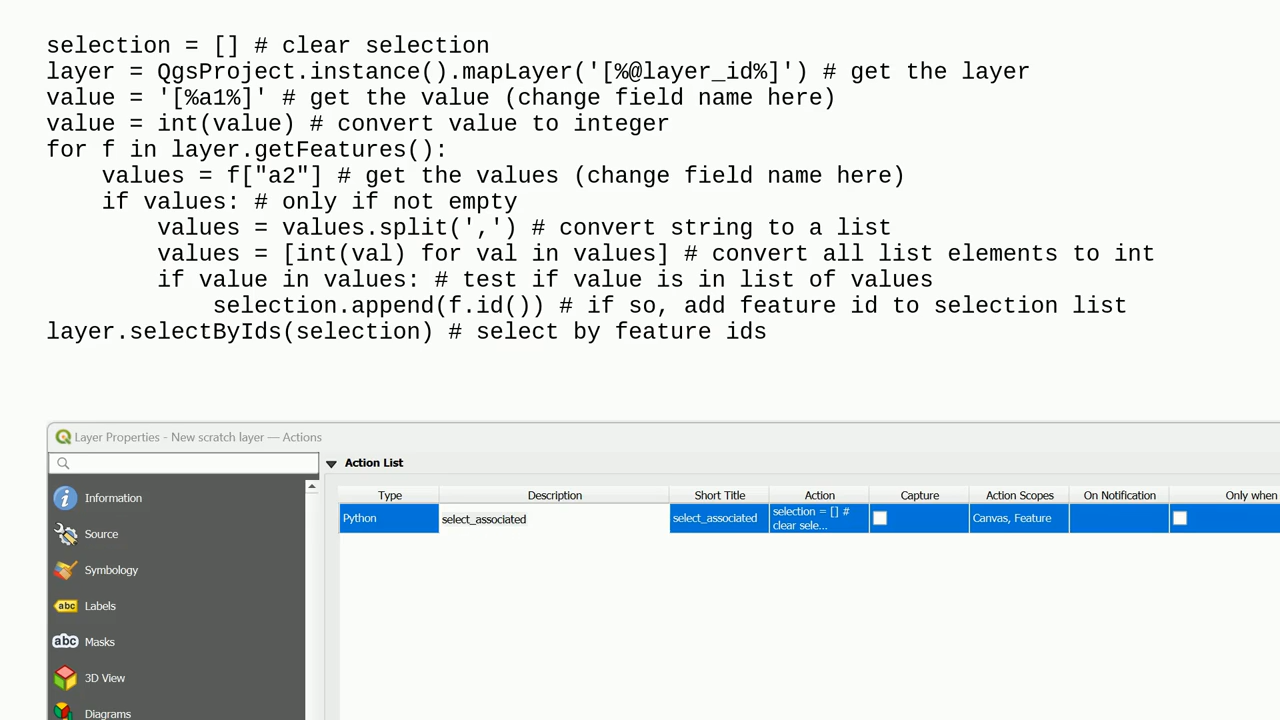 selection = [] # clear selection
layer = QgsProject.instance().mapLayer('[%@layer_id%]') # get the layer
value = '[%a1%]' # get the value (change field name here)
value = int(value) # convert value to integer
for f in layer.getFeatures():
    values = f["a2"] # get the values (change field name here)
    if values: # only if not empty
        values = values.split(',') # convert string to a list
        values = [int(val) for val in values] # convert all list elements to int
        if value in values: # test if value is in list of values
            selection.append(f.id()) # if so, add feature id to selection list
layer.selectByIds(selection) # select by feature ids
Layer Properties - New scratch layer — Actions
Action List
Type Description Short Title Action Capture Action Scopes On Notification Only when
Python select_associated select_associated selection = [] # Canvas, Feature
clear sele...
Information
Source
Symbology
abc Labels
abc Masks
3D View
Diagrams